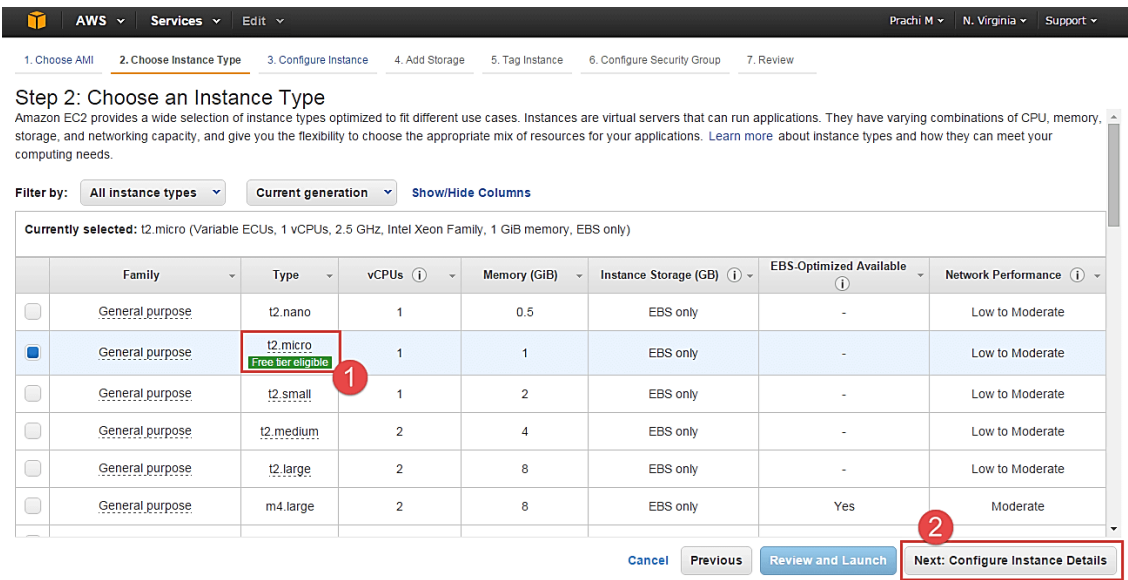 AWS Services Edit Prachi M N. Virginia Support
1. Choose AMI 2. Choose Instance Type 3. Configure Instance 4. Add Storage 5. Tag Instance 6. Configure Security Group 7. Review
Step 2: Choose an Instance Type
Amazon EC2 provides a wide selection of instance types optimized to fit different use cases. Instances are virtual servers that can run applications. They have varying combinations of CPU, memory,
storage, and networking capacity, and give you the flexibility to choose the appropriate mix of resources for your applications. Learn more about instance types and how they can meet your
computing needs.
Filter by: All instance types Current generation Show/Hide Columns
Currently selected: t2.micro (Variable ECUs, 1 vCPUs, 2.5 GHz, Intel Xeon Family, 1 GiB memory, EBS only)
Family Type vCPUs i Memory (GiB) Instance Storage (GB) i EBS-Optimized Available i Network Performance i
General purpose t2.nano 1 0.5 EBS only - Low to Moderate
General purpose t2.micro 1 1 EBS only - Low to Moderate
Free tier eligible
1
General purpose t2.small 1 2 EBS only - Low to Moderate
General purpose t2.medium 2 4 EBS only - Low to Moderate
General purpose t2.large 2 8 EBS only - Low to Moderate
General purpose m4.large 2 8 EBS only Yes Moderate
2
Cancel Previous Review and Launch Next: Configure Instance Details